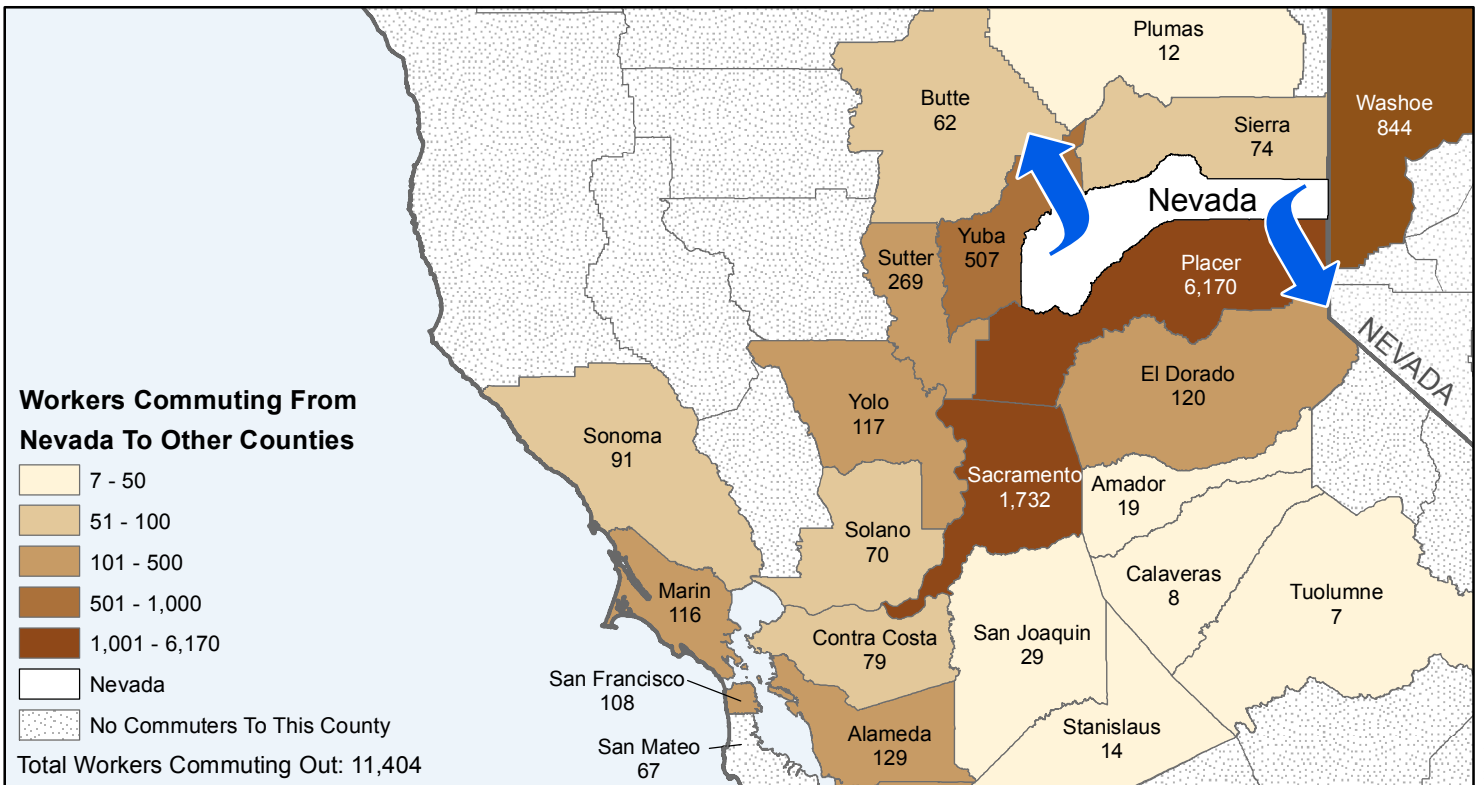 Plumas
12
Butte
62
Washoe
844
Sierra
74
Nevada
Yuba
507
Sutter
269
Placer
6,170
NEVADA
El Dorado
120
Workers Commuting From
Nevada To Other Counties
7 - 50
51 - 100
101 - 500
501 - 1,000
1,001 - 6,170
Nevada
No Commuters To This County
Total Workers Commuting Out: 11,404
Yolo
117
Sonoma
91
Sacramento
1,732
Amador
19
Solano
70
Calaveras
8
Tuolumne
7
Marin
116
Contra Costa
79
San Joaquin
29
San Francisco
108
Alameda
129
Stanislaus
14
San Mateo
67